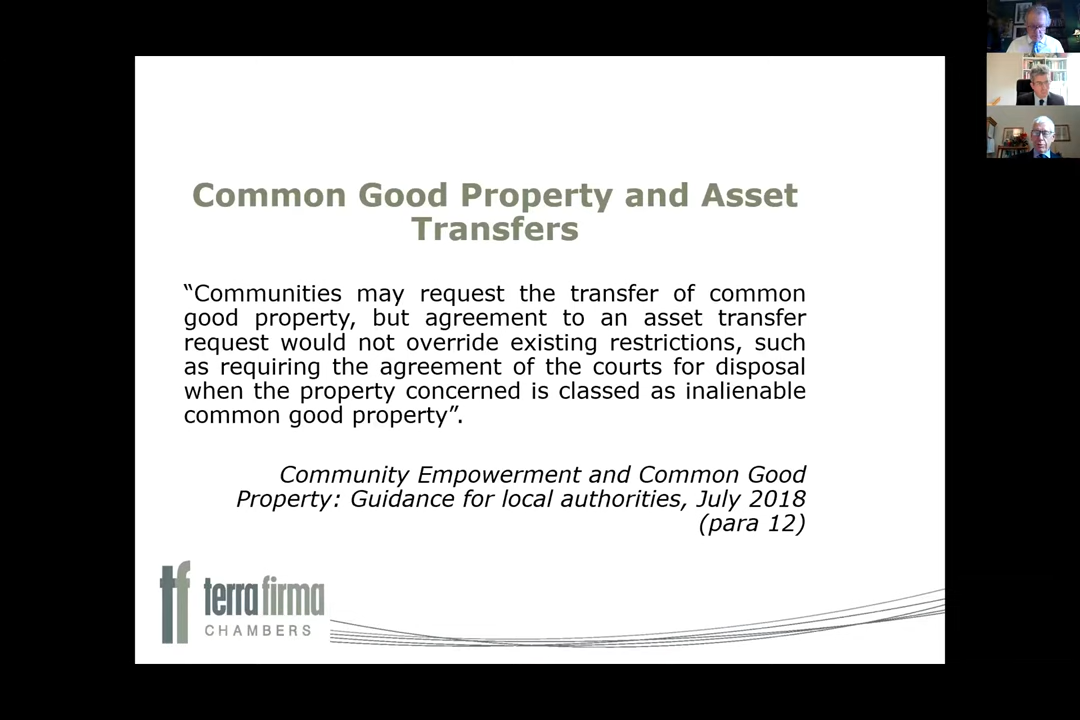 Common Good Property and Asset
Transfers
“Communities may request the transfer of common
good property, but agreement to an asset transfer
request would not override existing restrictions, such
as requiring the agreement of the courts for disposal
when the property concerned is classed as inalienable
common good property”.
Community Empowerment and Common Good
Property: Guidance for local authorities, July 2018
(para 12)
tf terra firma
CHAMBERS